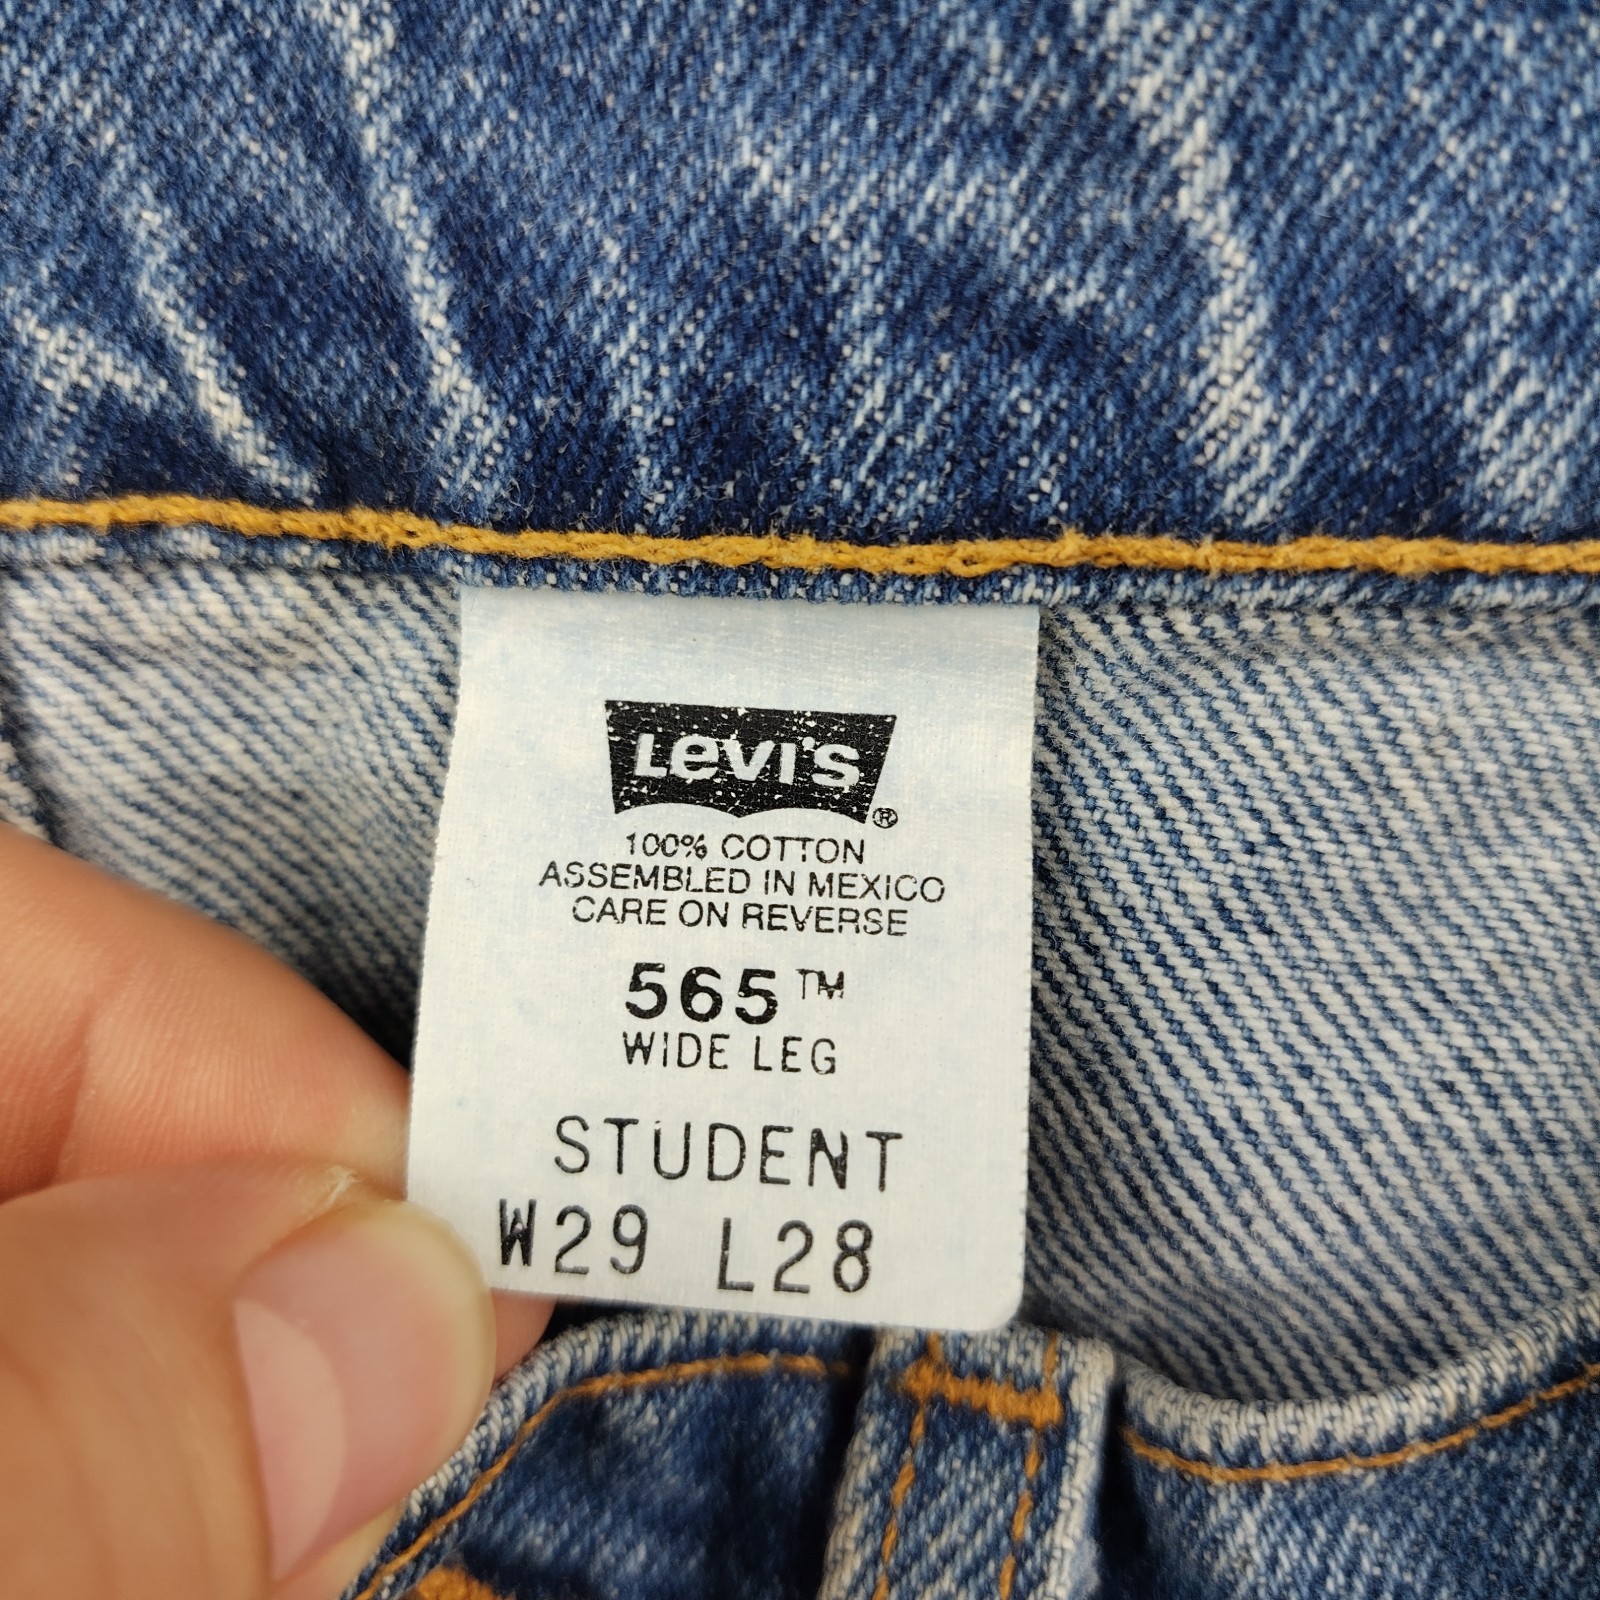 Levi's ®
100% COTTON
ASSEMBLED IN MEXICO
CARE ON REVERSE
565™
WIDE LEG
STUDENT
W29 L28